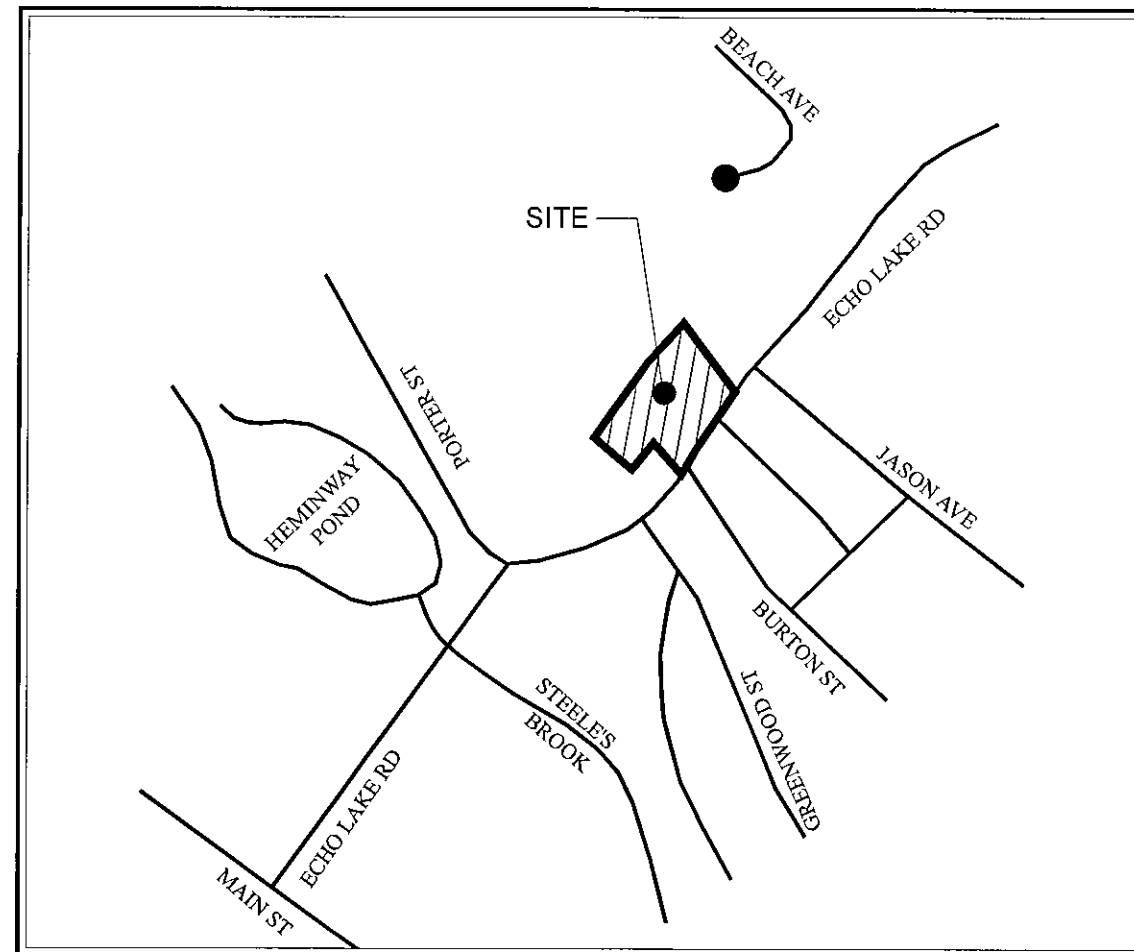 BEACH AVE
SITE
ECHO LAKE RD
PORTER ST
HEMINWAY
POND
JASON AVE
BURTON ST
STEELE'S
BROOK
GREENWOOD ST
ECHO LAKE RD
MAIN ST